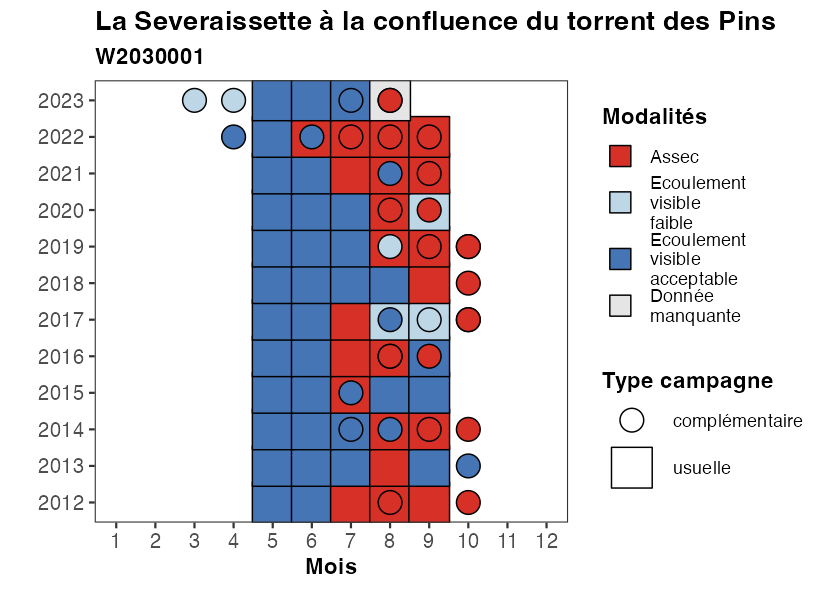 La Severaissette à la confluence du torrent des Pins
W2030001
2023
2022
2021
2020
2019
2018
2017
2016
2015
2014
2013
2012
1 2 3 4 5 6 7 8 9 10 11 12
Mois
Modalités
Assec
Ecoulement
visible
faible
Ecoulement
visible
acceptable
Donnée
manquante
Type campagne
complémentaire
usuelle